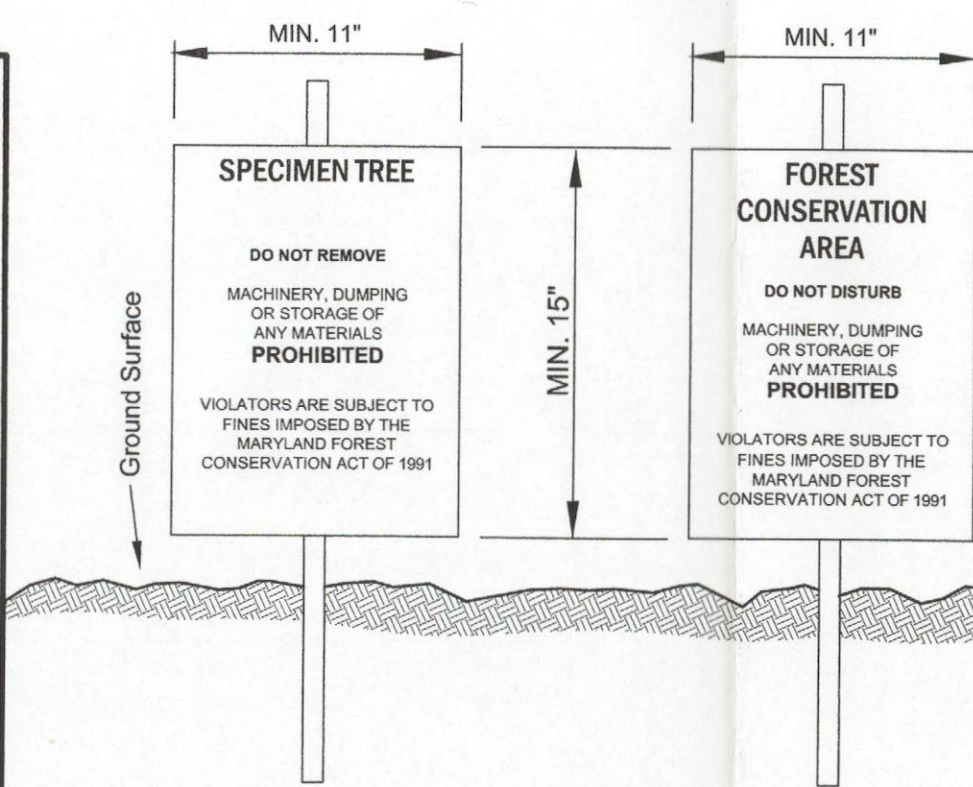 MIN. 11"
SPECIMEN TREE
DO NOT REMOVE
MACHINERY, DUMPING
OR STORAGE OF
ANY MATERIALS
PROHIBITED
VIOLATORS ARE SUBJECT TO
FINES IMPOSED BY THE
MARYLAND FOREST
CONSERVATION ACT OF 1991
Ground Surface
MIN. 15"
MIN. 11"
FOREST
CONSERVATION
AREA
DO NOT DISTURB
MACHINERY, DUMPING
OR STORAGE OF
ANY MATERIALS
PROHIBITED
VIOLATORS ARE SUBJECT TO
FINES IMPOSED BY THE
MARYLAND FOREST
CONSERVATION ACT OF 1991